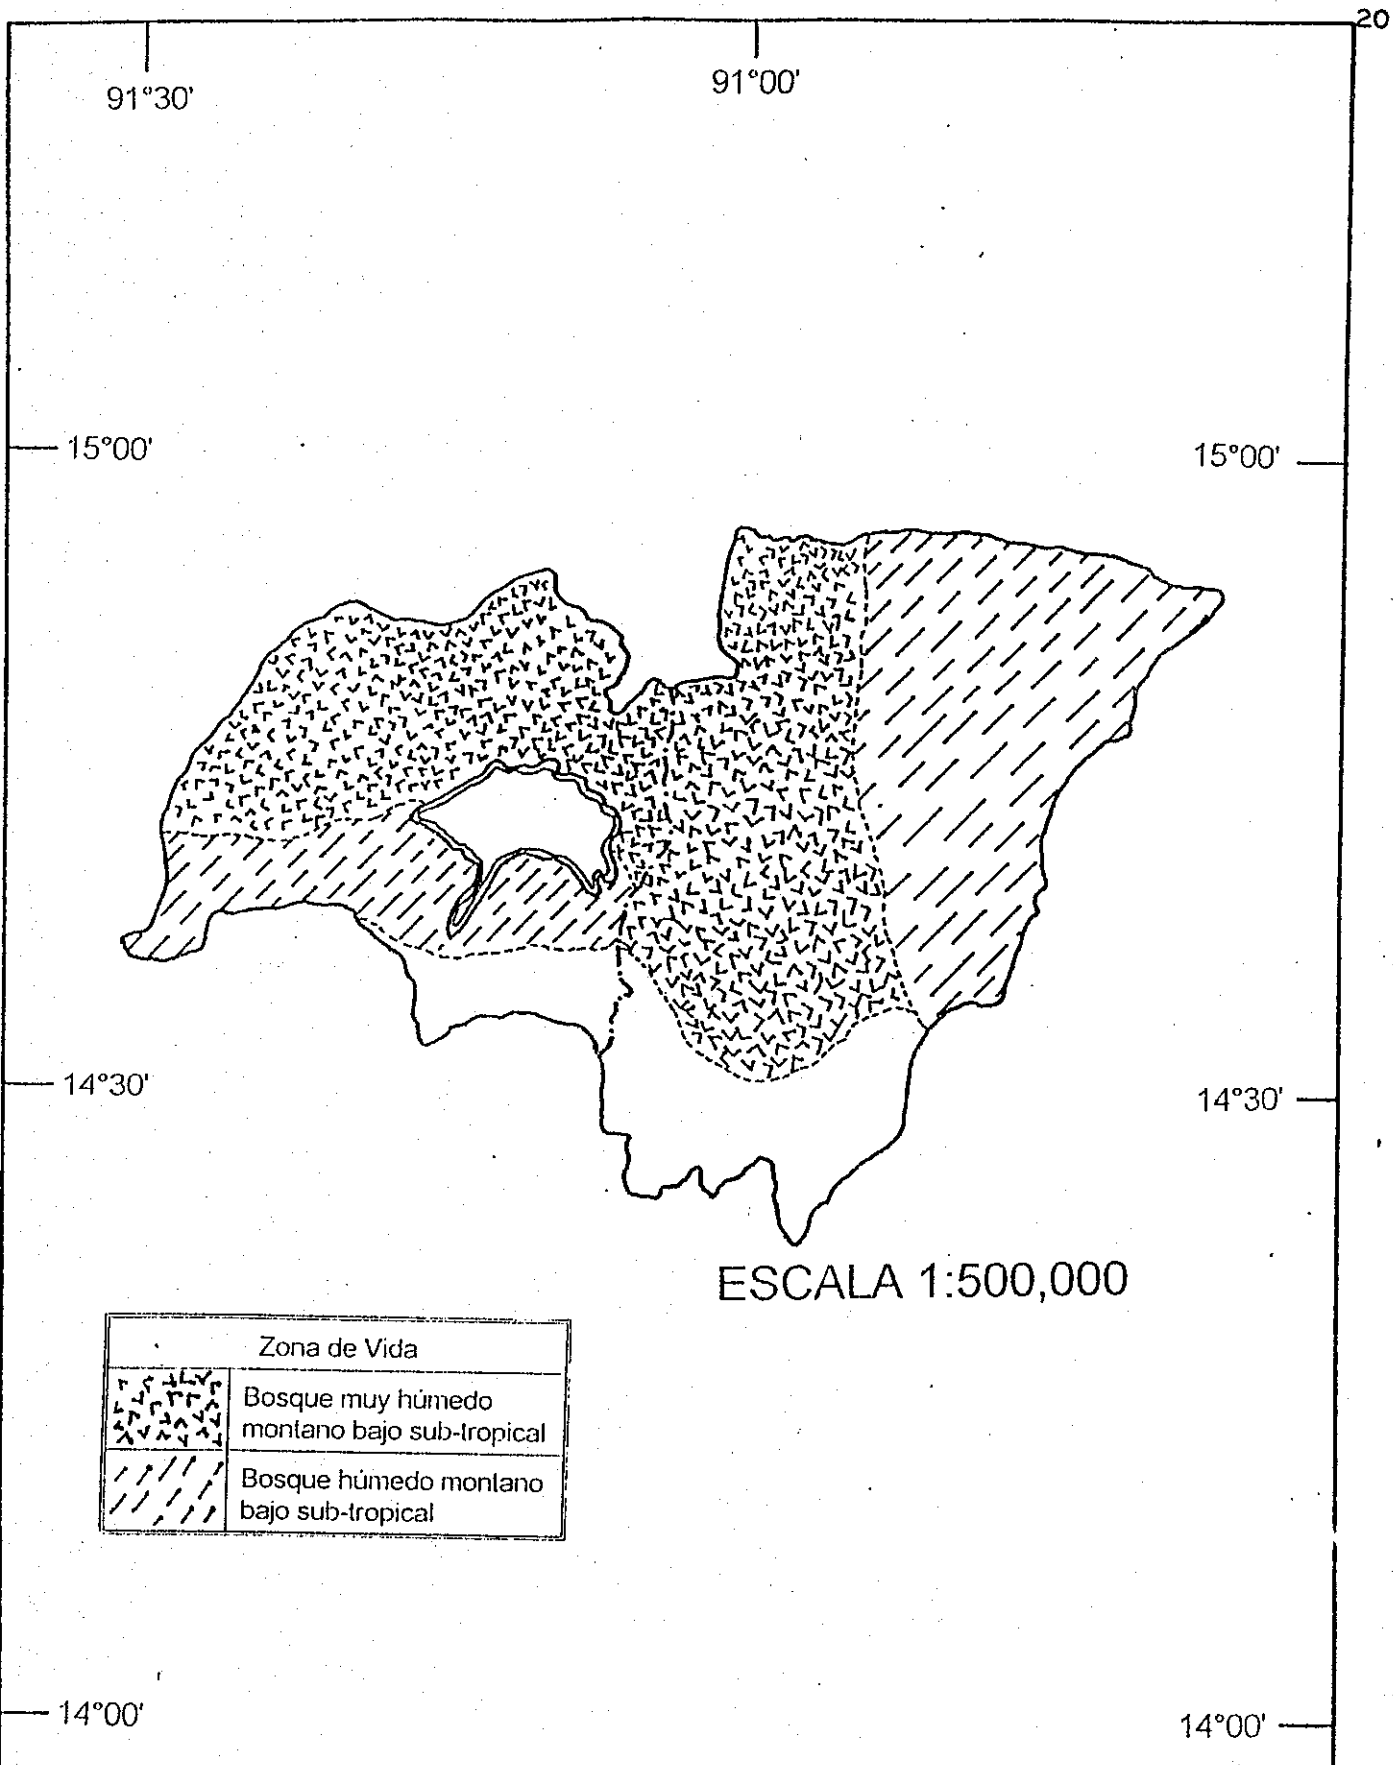 20
91°30'
91°00'
15°00'
15°00'
14°30'
14°30'
ESCALA 1:500,000
Zona de Vida
Bosque muy húmedo
montano bajo sub-tropical
Bosque húmedo montano
bajo sub-tropical
14°00'
14°00'